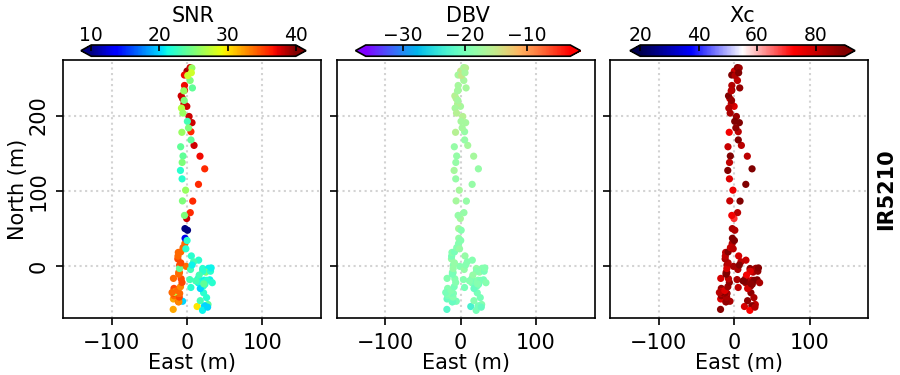 SNR DBV Xc
10 20 30 40 −30 −20 −10 20 40 60 80
North (m)
200
100
0
IR5210
−100 0 100 −100 0 100 −100 0 100
East (m) East (m) East (m)